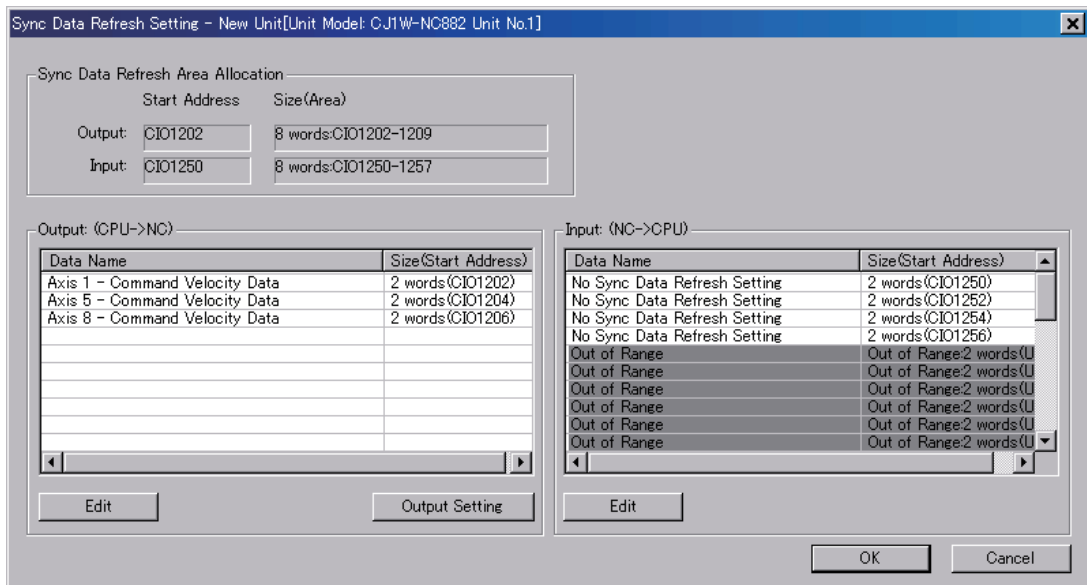 Sync Data Refresh Setting - New Unit[Unit Model: CJ1W-NC882 Unit No.1]
Sync Data Refresh Area Allocation
Start Address Size(Area)
Output: CIO1202 8 words:CIO1202-1209
Input: CIO1250 8 words:CIO1250-1257
Output: (CPU->NC)
Data Name Size(Start Address)
Axis 1 - Command Velocity Data 2 words(CIO1202)
Axis 5 - Command Velocity Data 2 words(CIO1204)
Axis 8 - Command Velocity Data 2 words(CIO1206)
Edit Output Setting
Input: (NC->CPU)
Data Name Size(Start Address)
No Sync Data Refresh Setting 2 words(CIO1250)
No Sync Data Refresh Setting 2 words(CIO1252)
No Sync Data Refresh Setting 2 words(CIO1254)
No Sync Data Refresh Setting 2 words(CIO1256)
Out of Range Out of Range:2 words(U
Out of Range Out of Range:2 words(U
Out of Range Out of Range:2 words(U
Out of Range Out of Range:2 words(U
Out of Range Out of Range:2 words(U
Out of Range Out of Range:2 words(U
Edit
OK Cancel